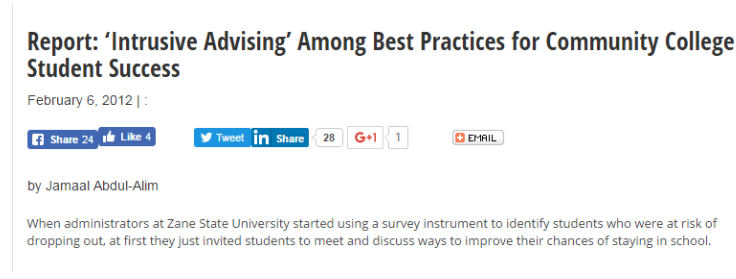 Report: ‘Intrusive Advising’ Among Best Practices for Community College
Student Success
February 6, 2012 | :
Share 24 Like 4 Tweet in Share 28 G+1 1 EMAIL
by Jamaal Abdul-Alim
When administrators at Zane State University started using a survey instrument to identify students who were at risk of
dropping out, at first they just invited students to meet and discuss ways to improve their chances of staying in school.